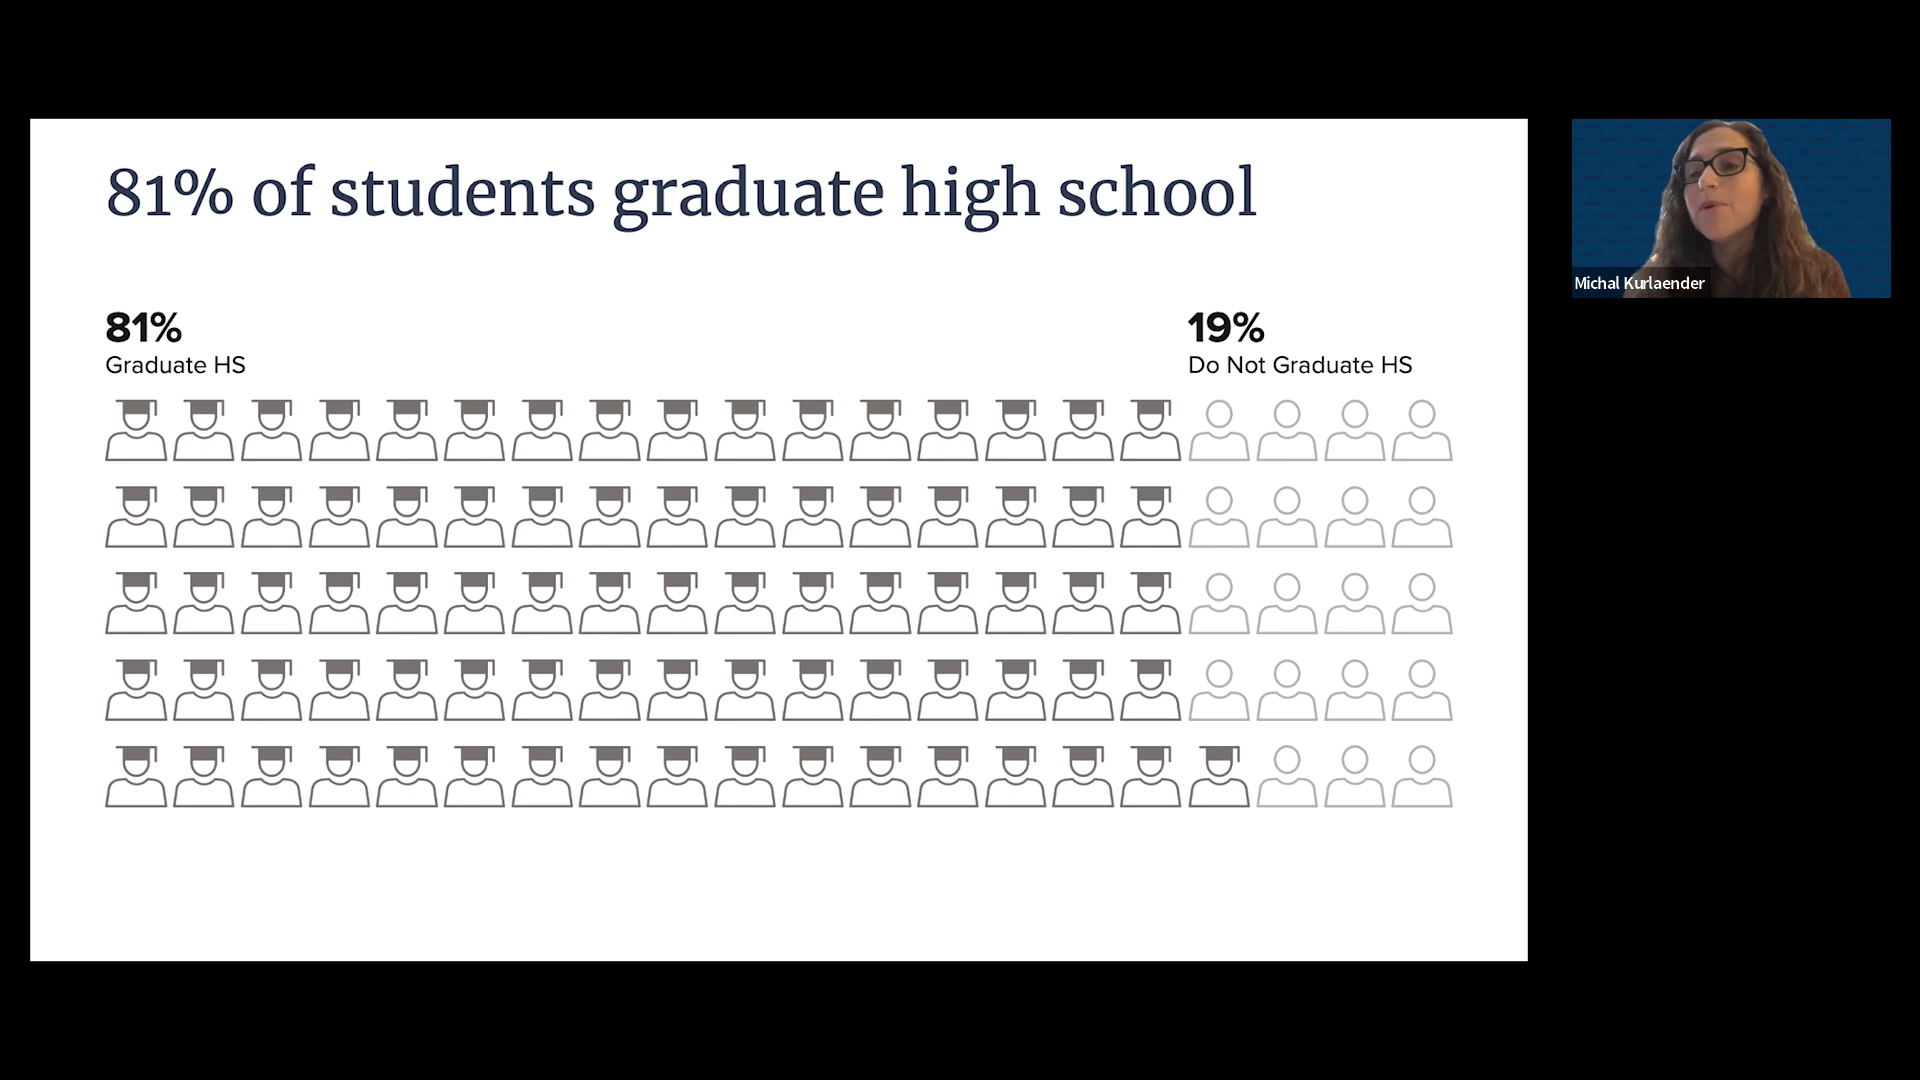 81% of students graduate high school
81%
Graduate HS
19%
Do Not Graduate HS
Michal Kurlaender